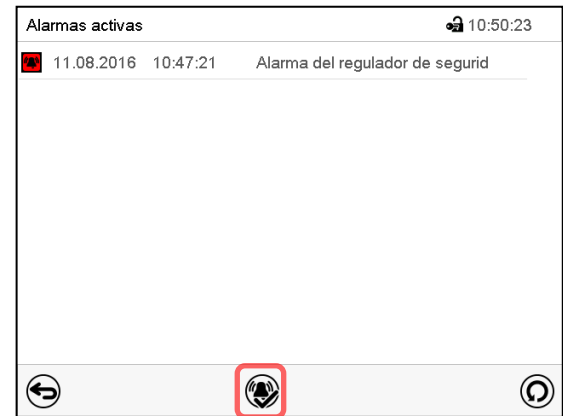 Alarmas activas 10:50:23
11.08.2016 10:47:21 Alarma del regulador de segurid